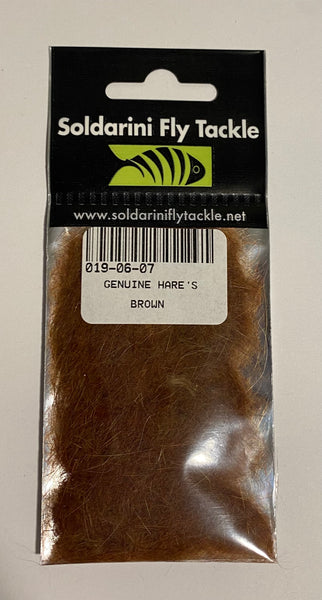 Soldarini Fly Tackle
www.soldariniflytackle.net
019-06-07
GENUINE HARE'S
BROWN